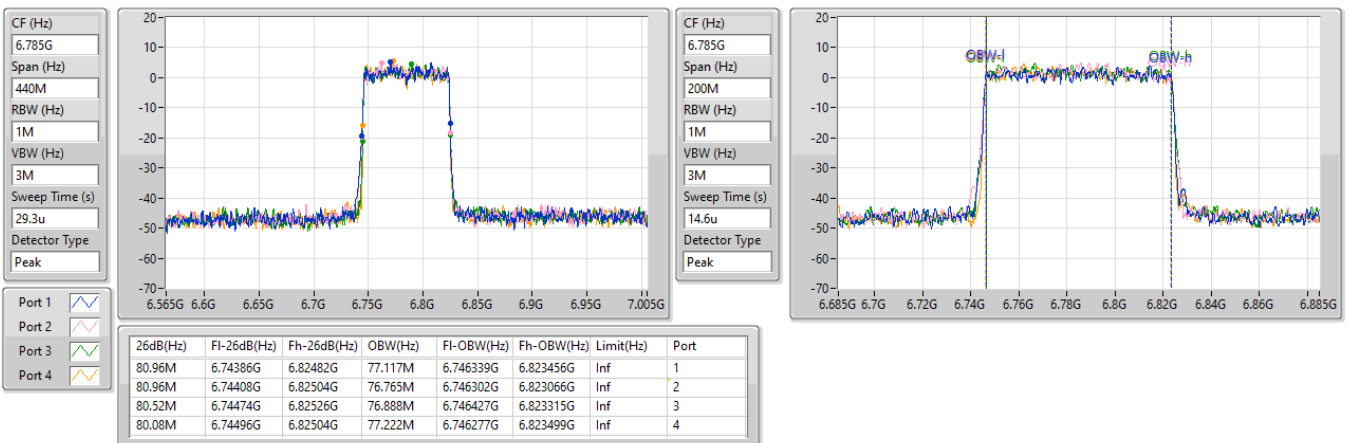 CF (Hz)
6.785G
Span (Hz)
440M
RBW (Hz)
1M
VBW (Hz)
3M
Sweep Time (s)
29.3u
Detector Type
Peak
20-
10-
0-
-10-
-20-
-30-
-40-
-50-
-60-
-70-
6.565G 6.6G 6.65G 6.7G 6.75G 6.8G 6.85G 6.9G 6.95G 7.005G
CF (Hz)
6.785G
Span (Hz)
200M
RBW (Hz)
1M
VBW (Hz)
3M
Sweep Time (s)
14.6u
Detector Type
Peak
20-
10-
0-
-10-
-20-
-30-
-40-
-50-
-60-
-70-
OBW-l OBW-h
6.685G 6.7G 6.72G 6.74G 6.76G 6.78G 6.8G 6.82G 6.84G 6.86G 6.885G
Port 1
Port 2
Port 3
Port 4
26dB(Hz) Fl-26dB(Hz) Fh-26dB(Hz) OBW(Hz) Fl-OBW(Hz) Fh-OBW(Hz) Limit(Hz) Port
80.96M 6.74386G 6.82482G 77.117M 6.746339G 6.823456G Inf 1
80.96M 6.74408G 6.82504G 76.765M 6.746302G 6.823066G Inf 2
80.52M 6.74474G 6.82526G 76.888M 6.746427G 6.823315G Inf 3
80.08M 6.74496G 6.82504G 77.222M 6.746277G 6.823499G Inf 4